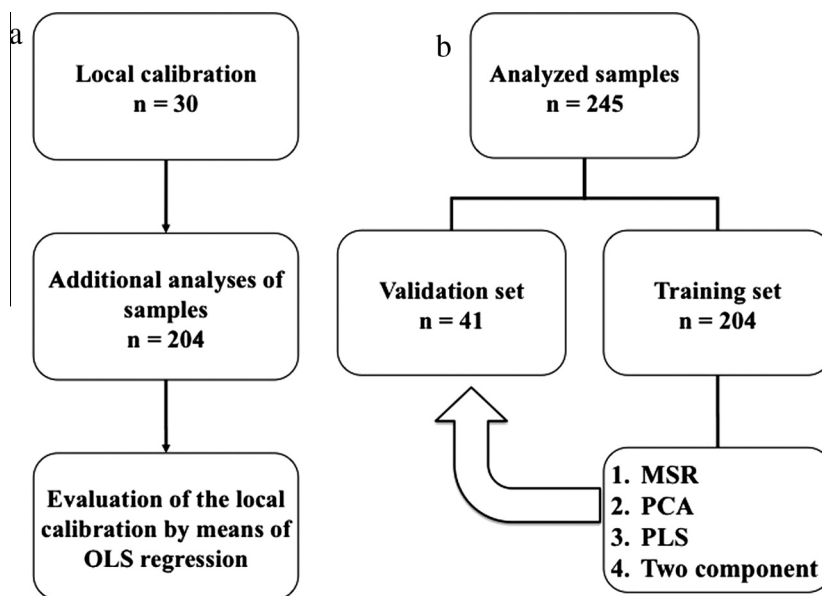 a
Local calibration
n = 30
Additional analyses of
samples
n = 204
Evaluation of the local
calibration by means of
OLS regression
b
Analyzed samples
n = 245
Validation set
n = 41
Training set
n = 204
1. MSR
2. PCA
3. PLS
4. Two component